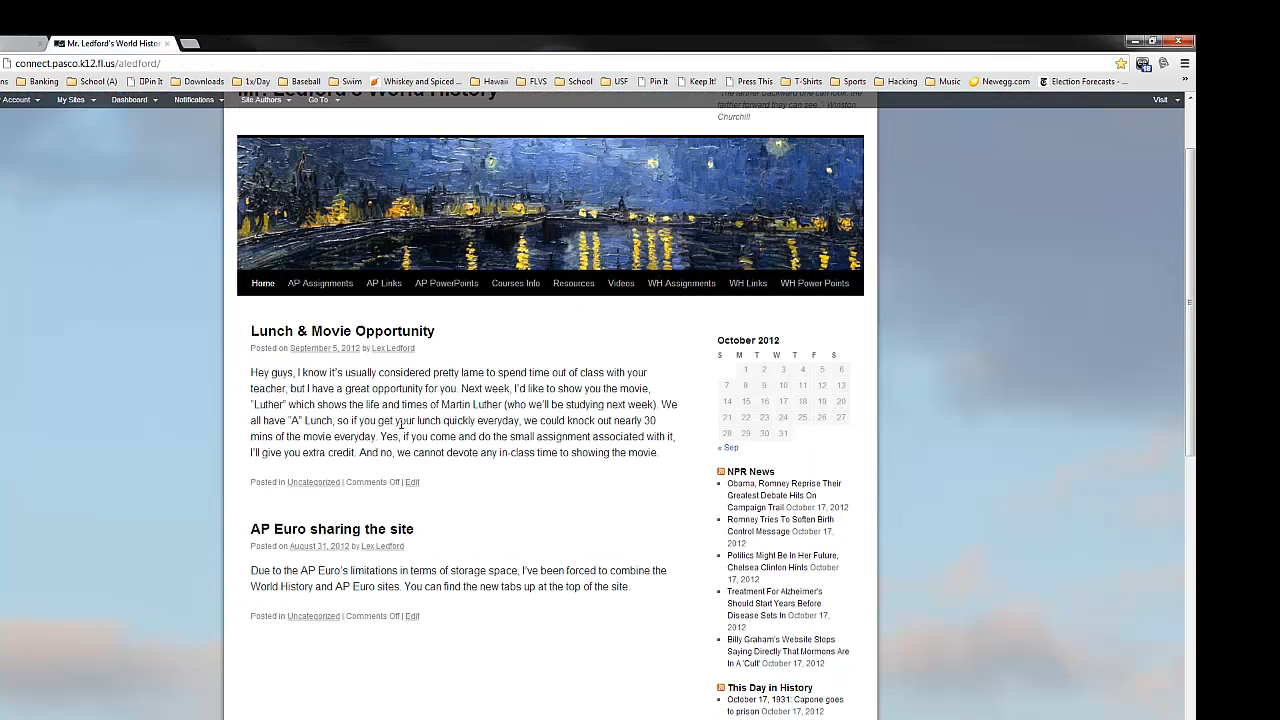 Mr. Ledford's World Histor
connect.pasco.k12.fl.us/aledford/
ns Banking School (A) DPin It Downloads 1x/Day Baseball Swim Whiskey and Spiced ... Hawaii FLVS School USF Pin It Keep It! Press This T-Shirts Sports Hacking Music Newegg.com Election Forecasts - ... »
Account My Sites Dashboard Notifications Site Authors Go To Visit
Mr. Ledford's World History
"The farther backward one can look, the
farther forward they can see."- Winston
Churchill
Home AP Assignments AP Links AP PowerPoints Courses Info Resources Videos WH Assignments WH Links WH Power Points
Lunch & Movie Opportunity
Posted on September 5, 2012 by Lex Ledford
Hey guys, I know it's usually considered pretty lame to spend time out of class with your
teacher, but I have a great opportunity for you. Next week, I'd like to show you the movie,
"Luther" which shows the life and times of Martin Luther (who we'll be studying next week). We
all have "A" Lunch, so if you get your lunch quickly everyday, we could knock out nearly 30
mins of the movie everyday. Yes, if you come and do the small assignment associated with it,
I'll give you extra credit. And no, we cannot devote any in-class time to showing the movie.
Posted in Uncategorized | Comments Off | Edit
AP Euro sharing the site
Posted on August 31, 2012 by Lex Ledford
Due to the AP Euro's limitations in terms of storage space, I've been forced to combine the
World History and AP Euro sites. You can find the new tabs up at the top of the site.
Posted in Uncategorized | Comments Off | Edit
October 2012
S M T W T F S
1 2 3 4 5 6
7 8 9 10 11 12 13
14 15 16 17 18 19 20
21 22 23 24 25 26 27
28 29 30 31
« Sep
NPR News
Obama, Romney Reprise Their
Greatest Debate Hits On
Campaign Trail October 17, 2012
Romney Tries To Soften Birth
Control Message October 17,
2012
Politics Might Be In Her Future,
Chelsea Clinton Hints October
17, 2012
Treatment For Alzheimer's
Should Start Years Before
Disease Sets In October 17,
2012
Billy Graham's Website Stops
Saying Directly That Mormons Are
In A 'Cult' October 17, 2012
This Day in History
October 17, 1931: Capone goes
to prison October 17, 2012